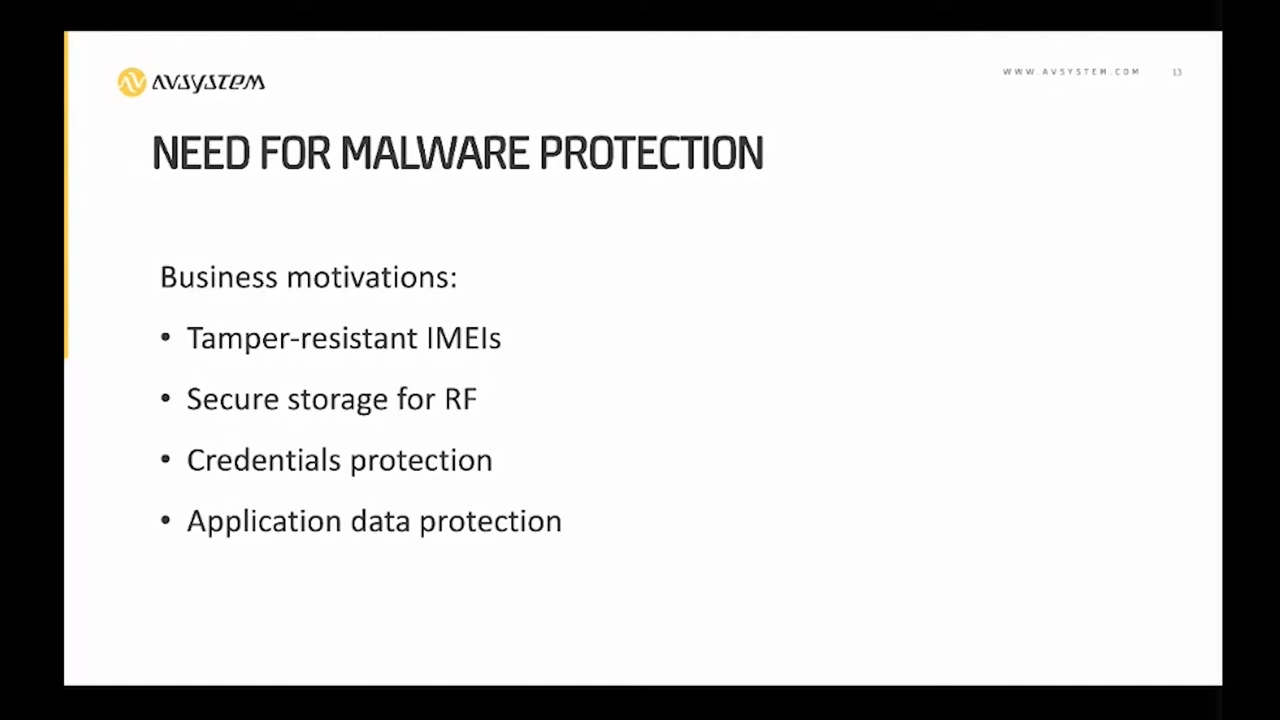 AVSYSTEM
WWW.AVSYSTEM.COM 13
NEED FOR MALWARE PROTECTION
Business motivations:
• Tamper-resistant IMEIs
• Secure storage for RF
• Credentials protection
• Application data protection